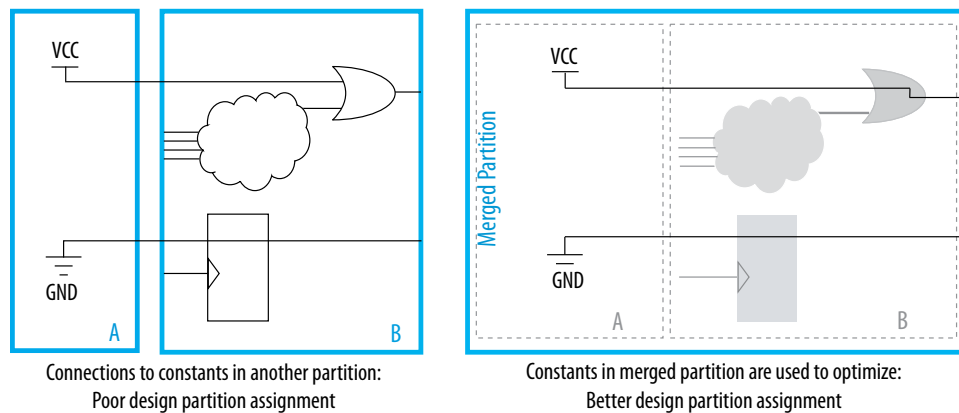 VCC
GND
A
B
Connections to constants in another partition:
Poor design partition assignment
Merged Partition
VCC
GND
A
B
Constants in merged partition are used to optimize:
Better design partition assignment